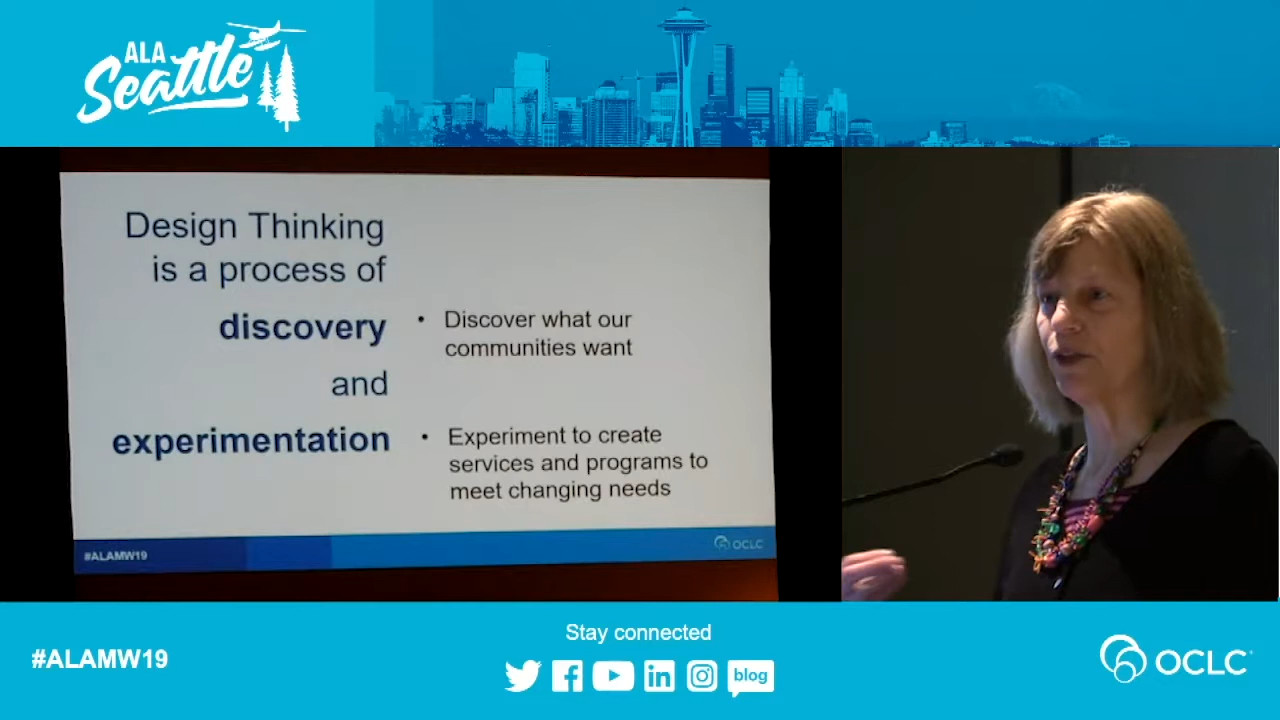 ALA
Seattle
Design Thinking
is a process of
discovery
and
experimentation
• Discover what our
communities want
• Experiment to create
services and programs to
meet changing needs
#ALAMW19
OCLC
Stay connected
#ALAMW19
blog
OCLC